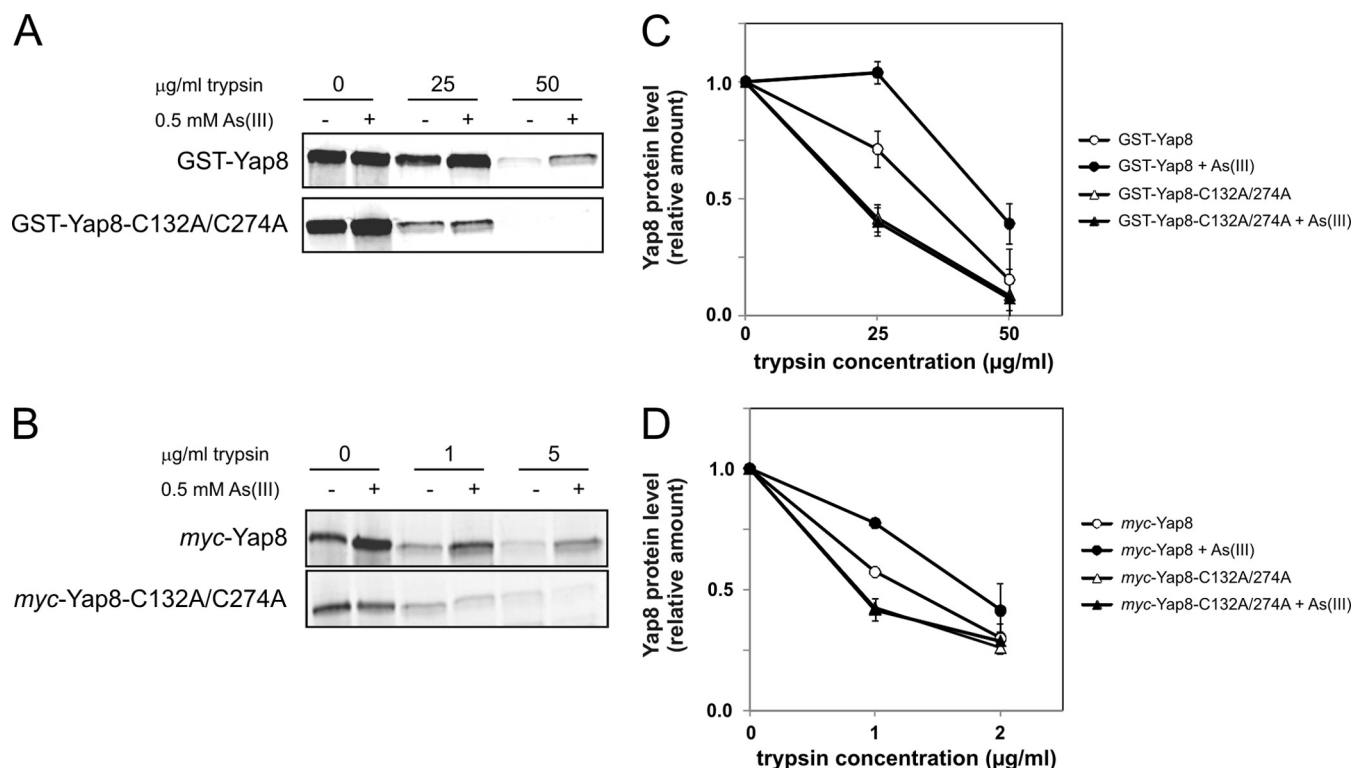 A
μg/ml trypsin 0 25 50
0.5 mM As(III) - + - + - +
GST-Yap8
GST-Yap8-C132A/C274A
C
Yap8 protein level
(relative amount)
1.0
0.5
0.0
0 25 50
trypsin concentration (μg/ml)
GST-Yap8
GST-Yap8 + As(III)
GST-Yap8-C132A/274A
GST-Yap8-C132A/274A + As(III)
B
μg/ml trypsin 0 1 5
0.5 mM As(III) - + - + - +
myc-Yap8
myc-Yap8-C132A/C274A
D
Yap8 protein level
(relative amount)
1.0
0.5
0.0
0 1 2
trypsin concentration (μg/ml)
myc-Yap8
myc-Yap8 + As(III)
myc-Yap8-C132A/274A
myc-Yap8-C132A/274A + As(III)